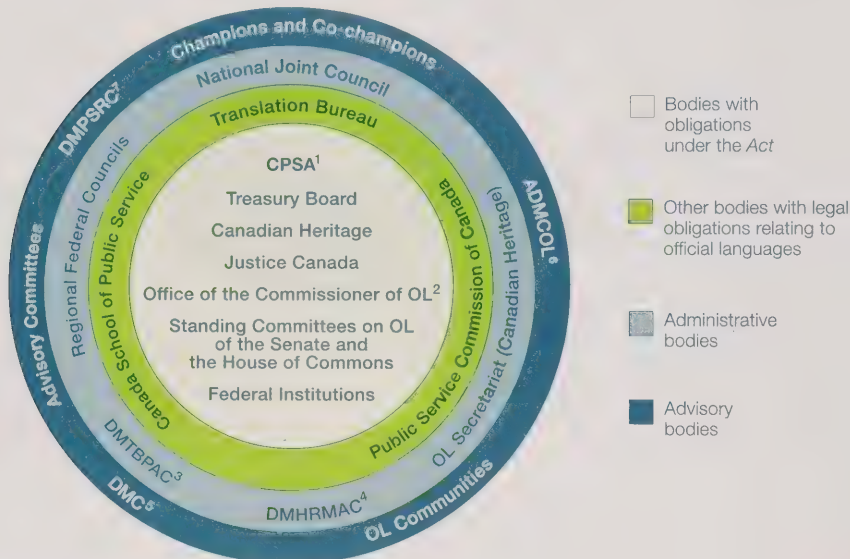 Champions and Co-champions
DMPSRC⁷
ADMCOL⁶
Advisory Committees
DMC⁵
OL Communities
National Joint Council
Regional Federal Councils
OL Secretariat (Canadian Heritage)
DMTBPAC³
DMHRMAC⁴
Translation Bureau
Canada School of Public Service
Public Service Commission of Canada
CPSA¹
Treasury Board
Canadian Heritage
Justice Canada
Office of the Commissioner of OL²
Standing Committees on OL
of the Senate and
the House of Commons
Federal Institutions
Bodies with
obligations
under the Act
Other bodies with legal
obligations relating to
official languages
Administrative
bodies
Advisory
bodies